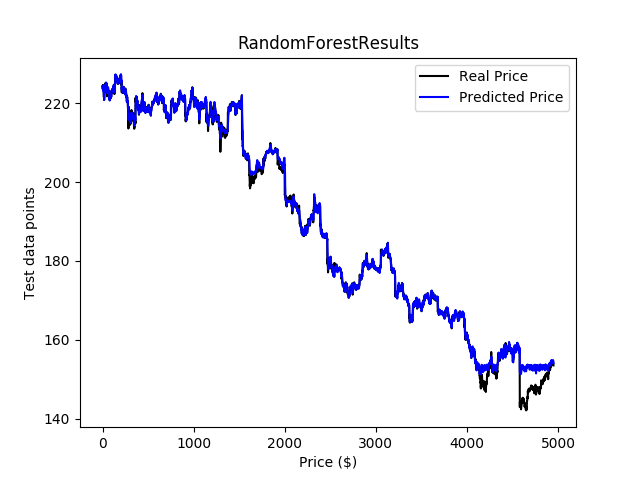 RandomForestResults
Real Price
Predicted Price
Test data points
220
200
180
160
140
0 1000 2000 3000 4000 5000
Price ($)